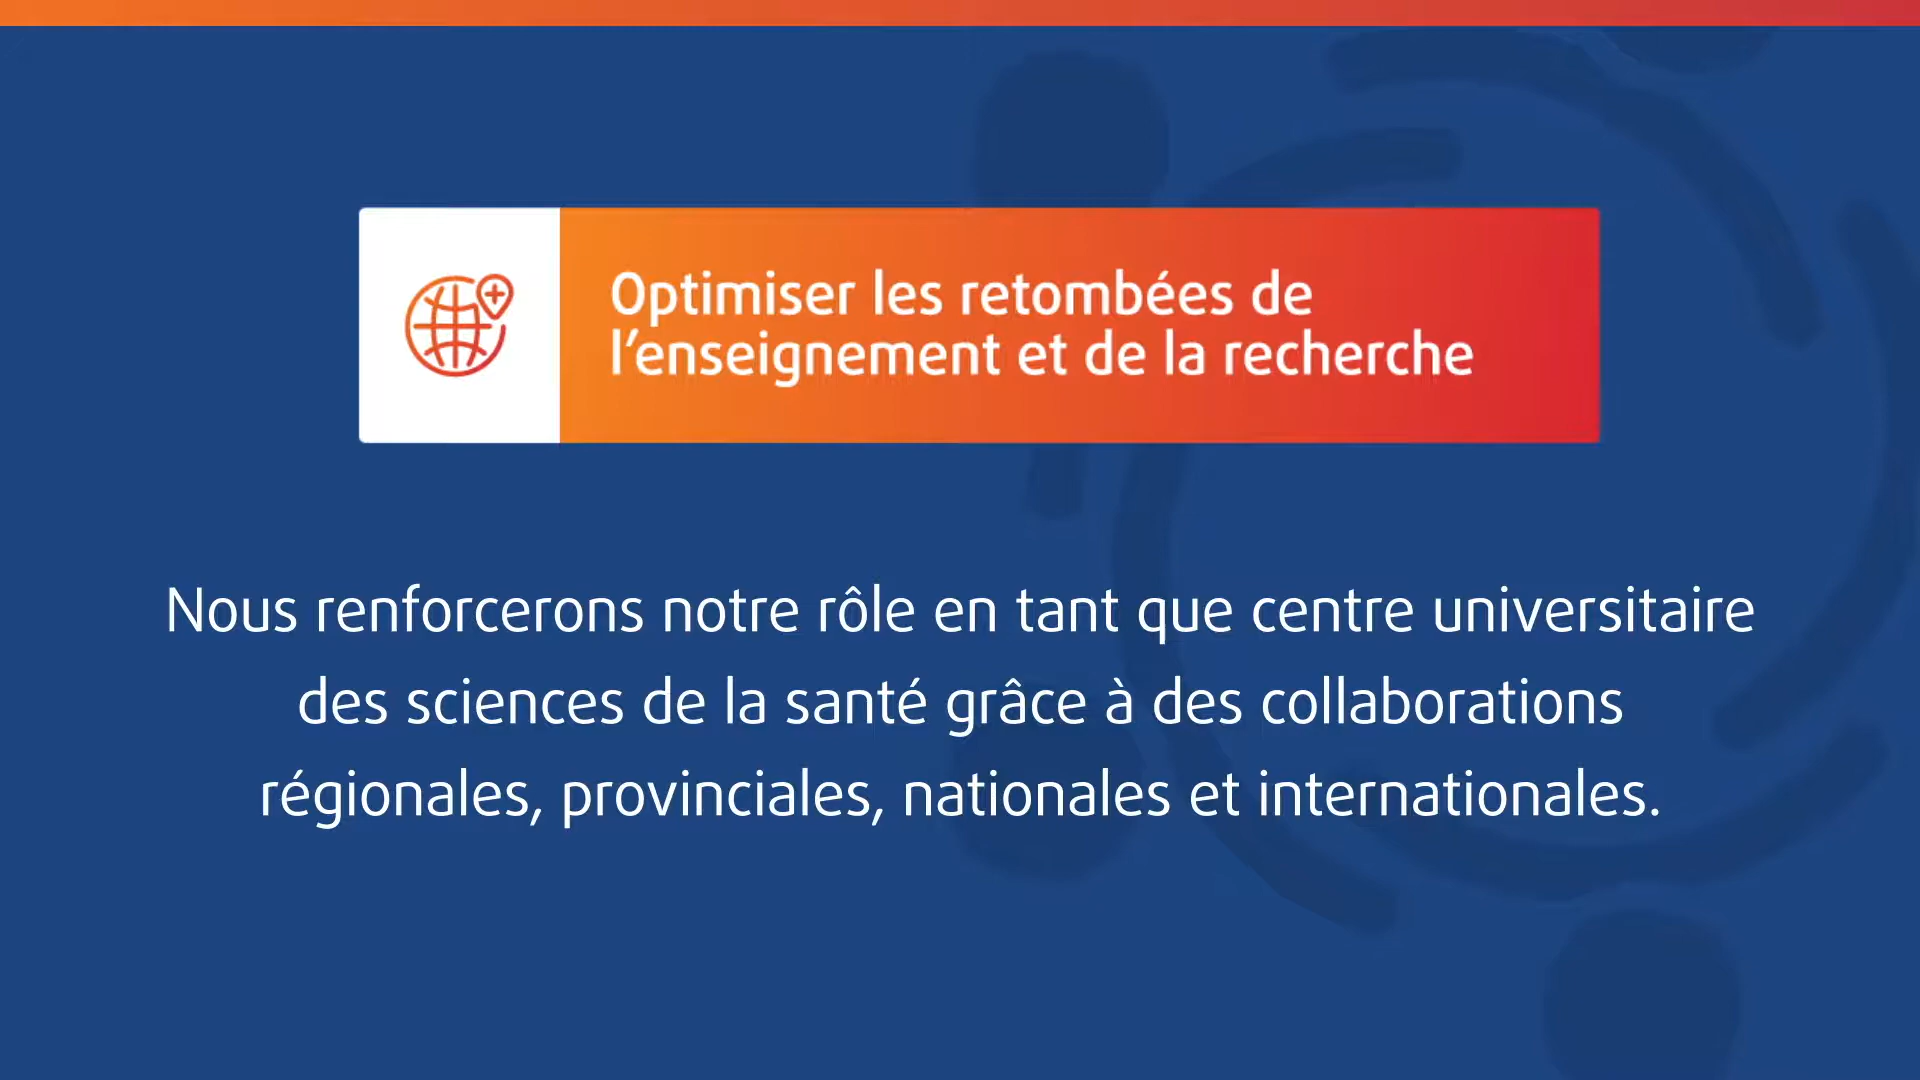 Optimiser les retombées de
l’enseignement et de la recherche
Nous renforcerons notre rôle en tant que centre universitaire
des sciences de la santé grâce à des collaborations
régionales, provinciales, nationales et internationales.